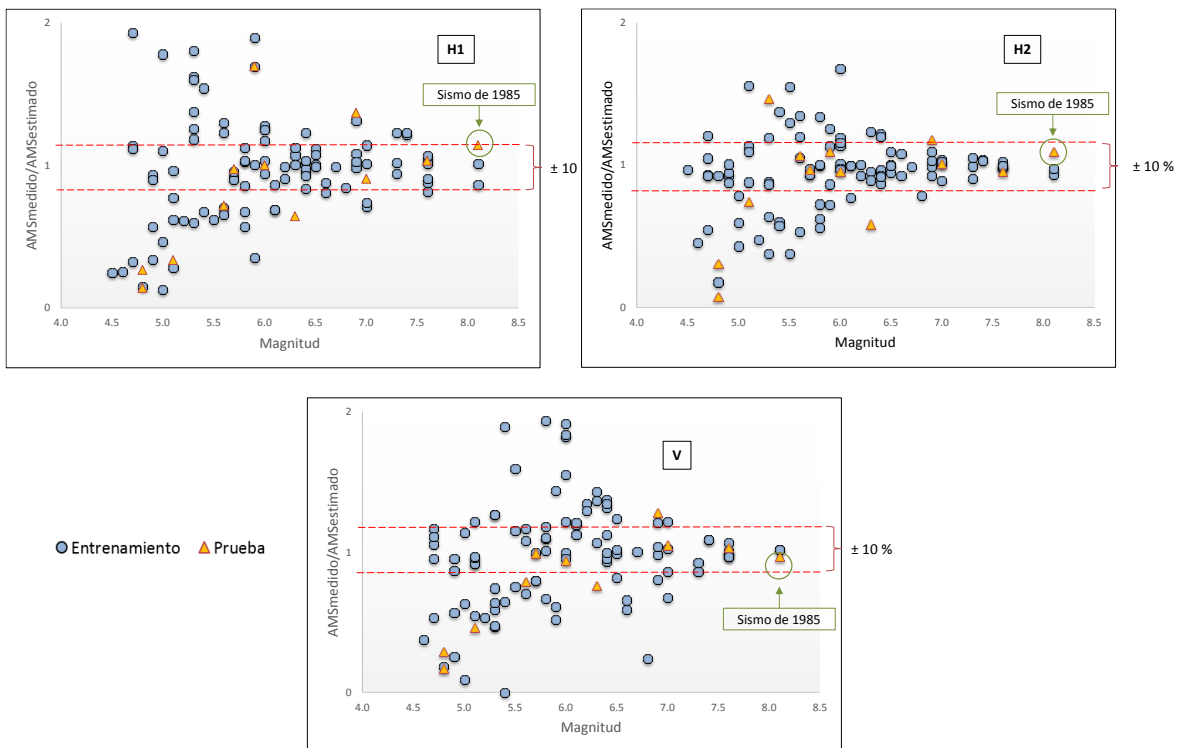 2
1
0
AMSmedido/AMSestimado
H1
Sismo de 1985
± 10
4.0 4.5 5.0 5.5 6.0 6.5 7.0 7.5 8.0 8.5
Magnitud
2
1
0
AMSmedido/AMSestimado
H2
Sismo de 1985
± 10 %
4.0 4.5 5.0 5.5 6.0 6.5 7.0 7.5 8.0 8.5
Magnitud
Entrenamiento Prueba
2
1
0
AMSmedido/AMSestimado
V
± 10 %
Sismo de 1985
4.0 4.5 5.0 5.5 6.0 6.5 7.0 7.5 8.0 8.5
Magnitud